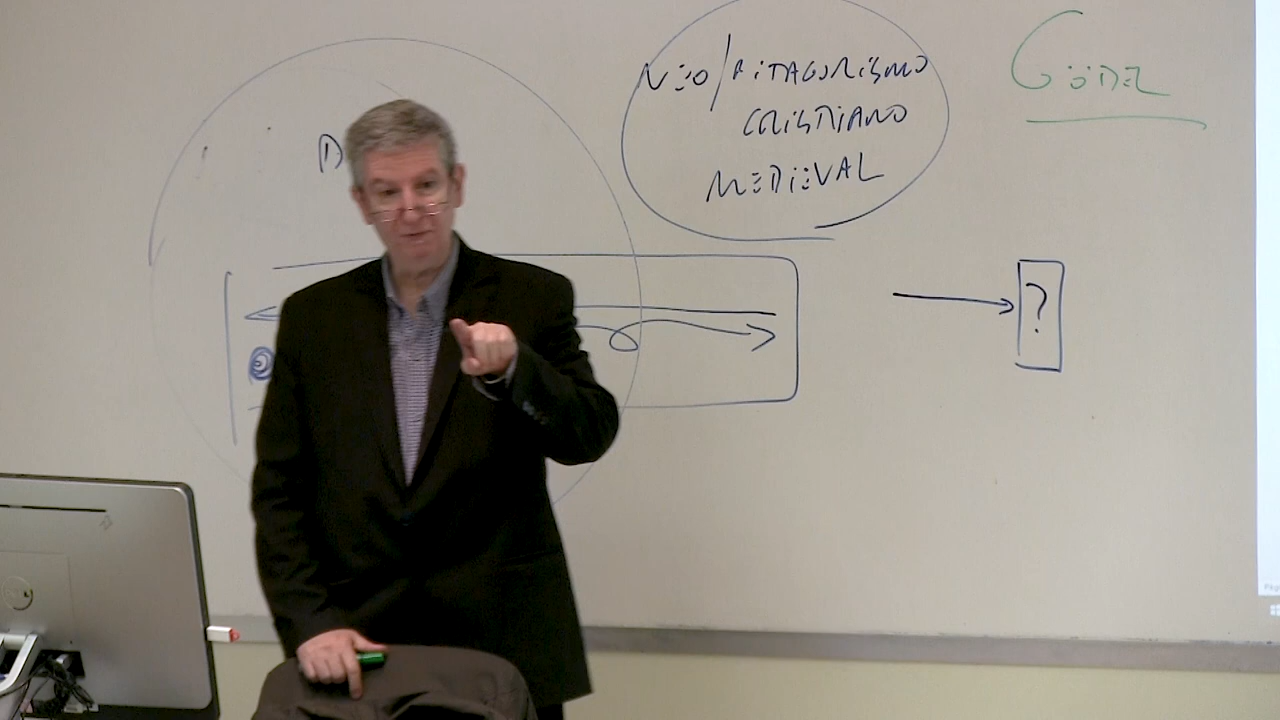 NEO/PITAGORISMO
CRISTIANO
MEDIEVAL
GÖDEL
D
?